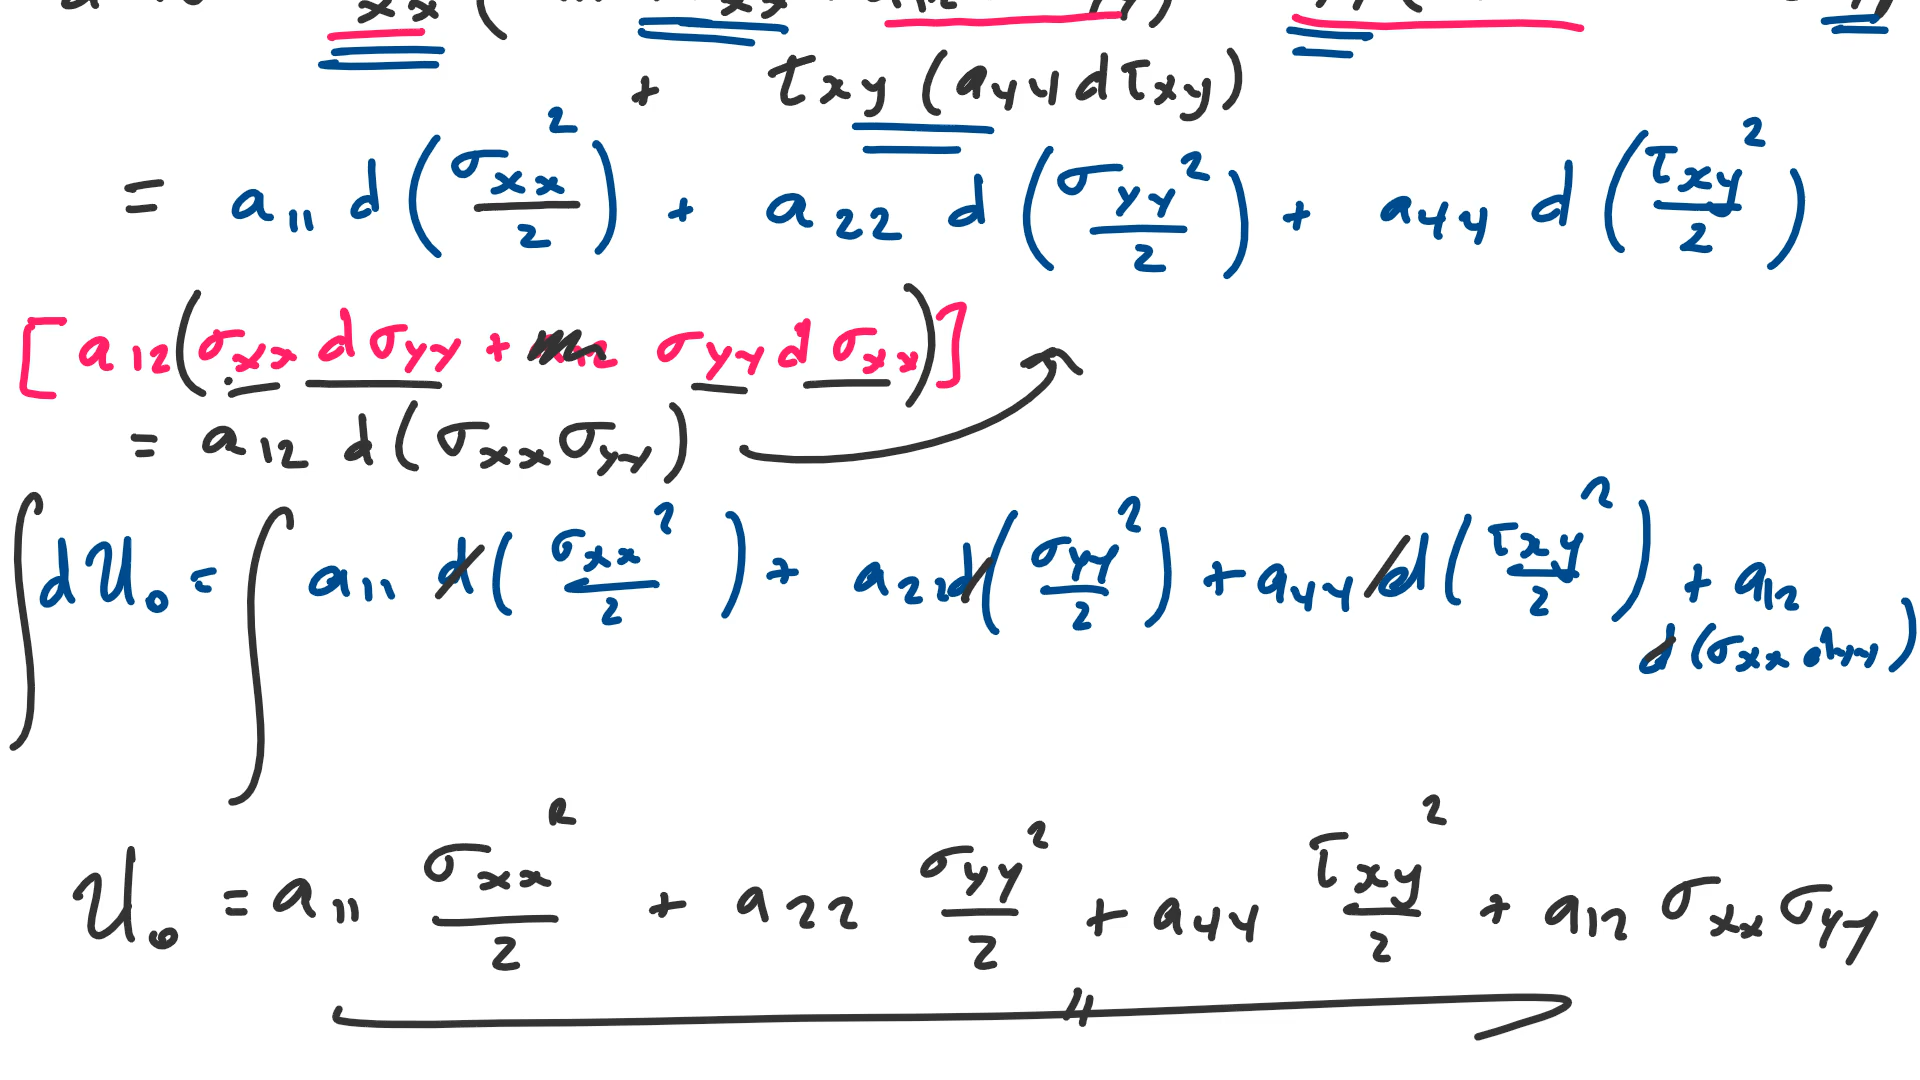 + τxy (a44 dτxy)
= a11 d(σxx²/2) + a22 d(σyy²/2) + a44 d(τxy²/2)
[a12(σxx dσyy + σyy dσxx)]
= a12 d(σxx σyy)
∫dU₀ = ∫ a11 d(σxx²/2) + a22 d(σyy²/2) + a44 d(τxy²/2) + a12
d(σxx σyy)
U₀ = a11 σxx²/2 + a22 σyy²/2 + a44 τxy²/2 + a12 σxx σyy